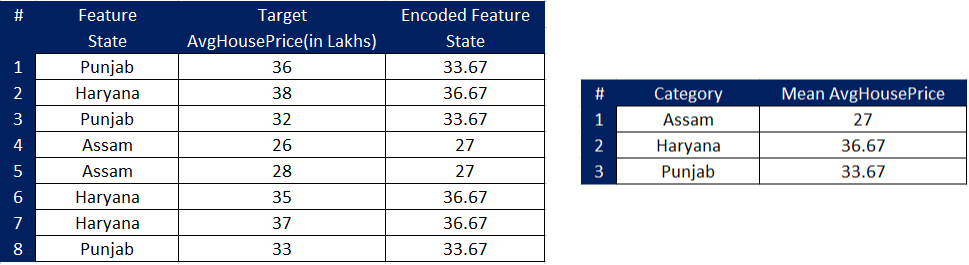 # Feature Target Encoded Feature
State AvgHousePrice(in Lakhs) State
1 Punjab 36 33.67
2 Haryana 38 36.67
3 Punjab 32 33.67
4 Assam 26 27
5 Assam 28 27
6 Haryana 35 36.67
7 Haryana 37 36.67
8 Punjab 33 33.67
# Category Mean AvgHousePrice
1 Assam 27
2 Haryana 36.67
3 Punjab 33.67